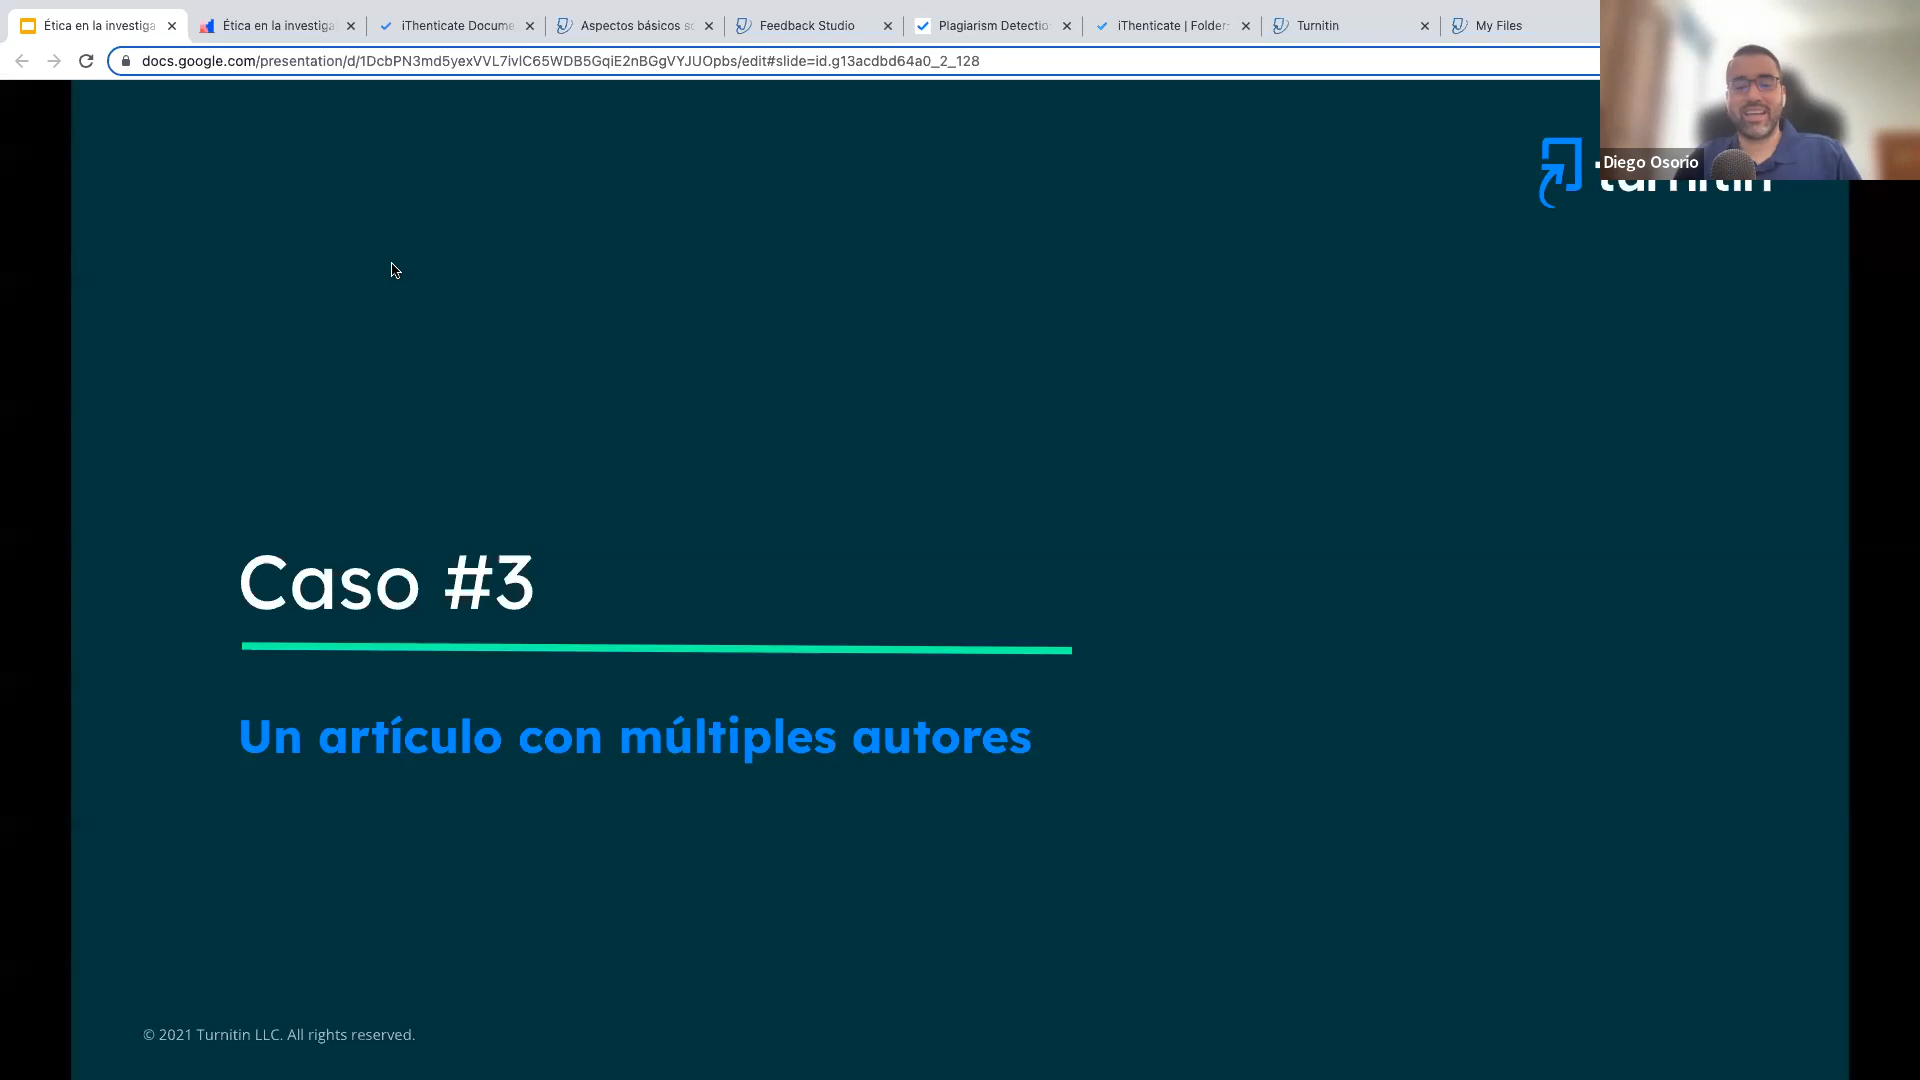 Ética en la investiga
Ética en la investiga
iThenticate Docume
Aspectos básicos so
Feedback Studio
Plagiarism Detectio
iThenticate | Folder
Turnitin
My Files
docs.google.com/presentation/d/1DcbPN3md5yexVVL7ivlC65WDB5GqiE2nBGgVYJUOpbs/edit#slide=id.g13acdbd64a0_2_128
Diego Osorio
turnitin
Caso #3
Un artículo con múltiples autores
© 2021 Turnitin LLC. All rights reserved.